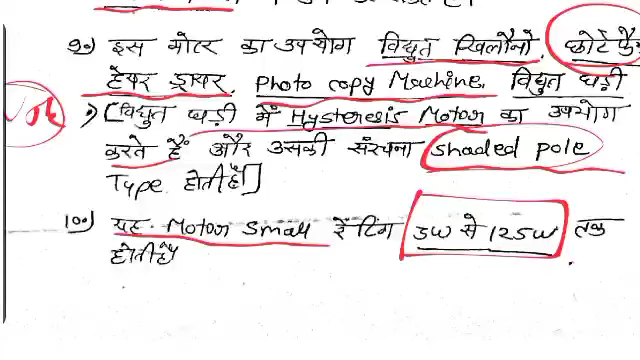 9.) इस मोटर का उपयोग विद्युत खिलौनो, छोटे फै
हेयर ड्रायर, Photo copy Machine. विद्युत घड़ी
[विद्युत घड़ी में Hysteresis Motor का उपयोग
करते हैं और उसकी संरचना shaded pole
Type होती है]
10.) यह Motor Small रेंटिंग 3W से 125W तक
होती है